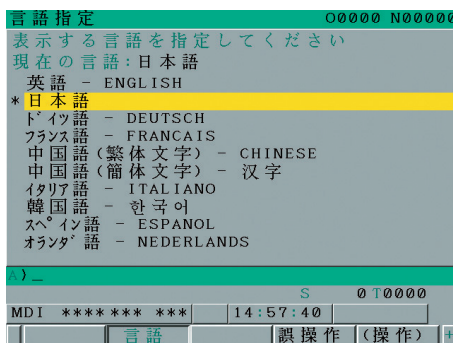 言語指定 O0000 N0000
表示する言語を指定してください
現在の言語:日本語
英語 - ENGLISH
*日本語
ドイツ語 - DEUTSCH
フランス語 - FRANCAIS
中国語(繁体文字) - CHINESE
中国語(簡体文字) - 汉字
イタリア語 - ITALIANO
韓国語 - 한국어
スペイン語 - ESPANOL
オランダ語 - NEDERLANDS
A)_
S 0 T0000
MDI **** *** *** 14:57:40
言語 誤操作 (操作) +